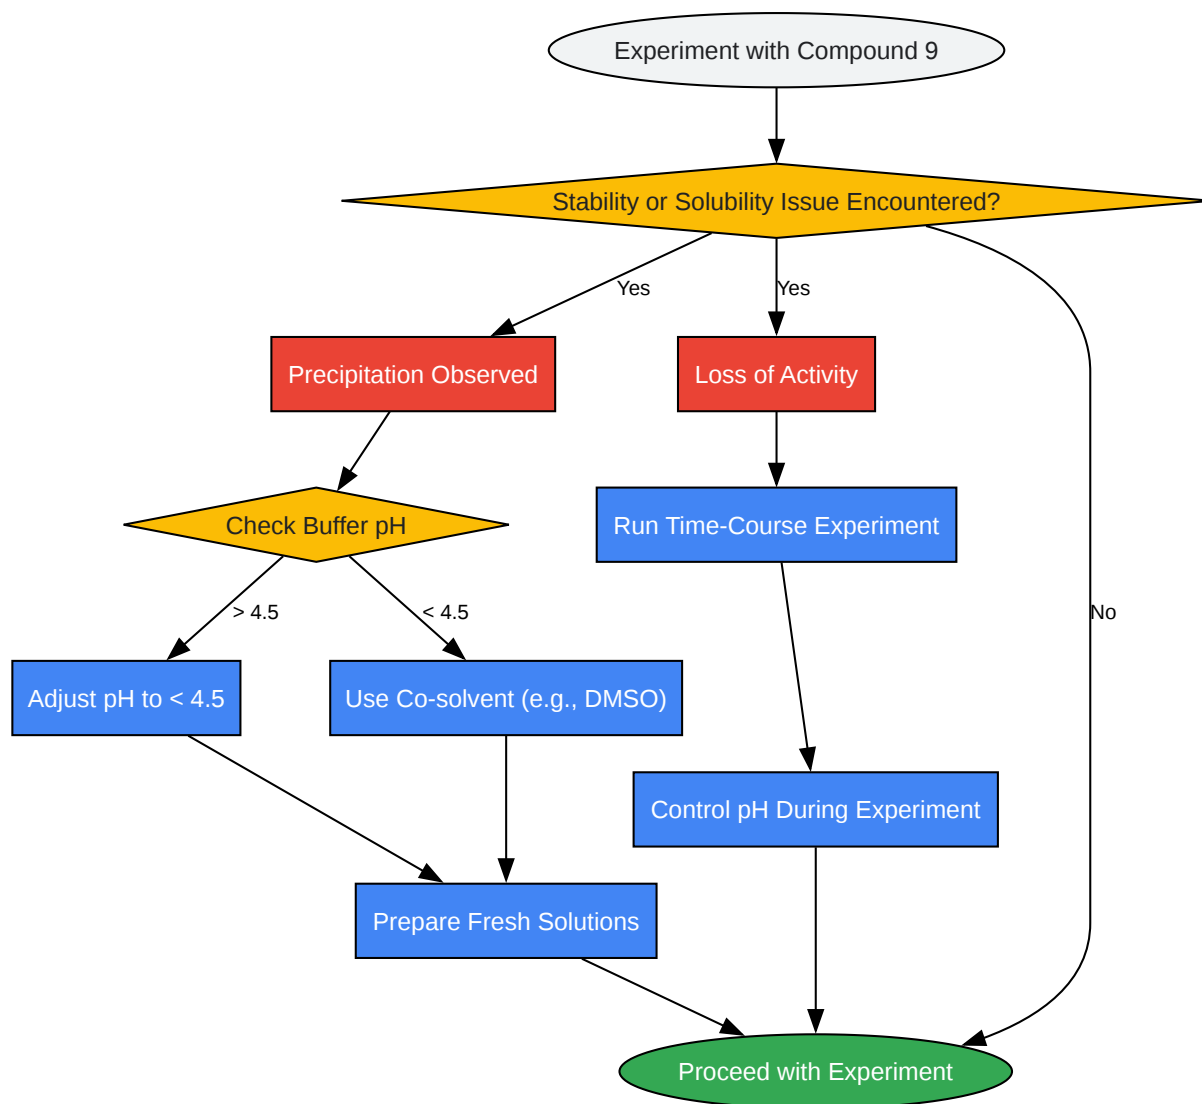 Experiment with Compound 9
Stability or Solubility Issue Encountered?
Yes
Yes
Precipitation Observed
Loss of Activity
Check Buffer pH
Run Time-Course Experiment
> 4.5
< 4.5
No
Adjust pH to < 4.5
Use Co-solvent (e.g., DMSO)
Control pH During Experiment
Prepare Fresh Solutions
Proceed with Experiment